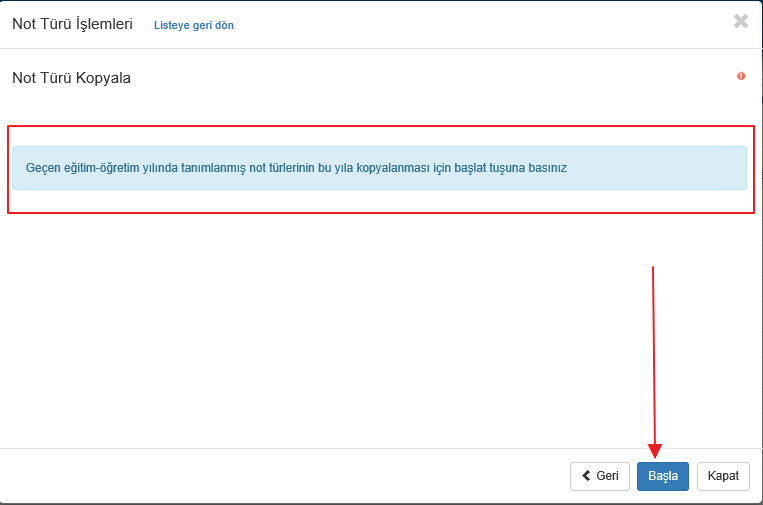 Not Türü İşlemleri Listeye geri dön
Not Türü Kopyala
Geçen eğitim-öğretim yılında tanımlanmış not türlerinin bu yıla kopyalanması için başlat tuşuna basınız
Geri Başla Kapat